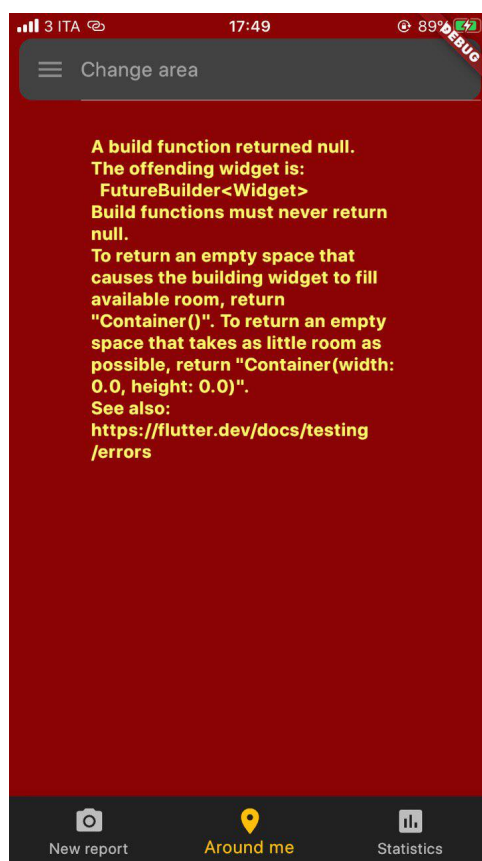 3 ITA 17:49 89%
DEBUG
Change area
A build function returned null.
The offending widget is:
FutureBuilder<Widget>
Build functions must never return
null.
To return an empty space that
causes the building widget to fill
available room, return
"Container()". To return an empty
space that takes as little room as
possible, return "Container(width:
0.0, height: 0.0)".
See also:
https://flutter.dev/docs/testing
/errors
New report Around me Statistics